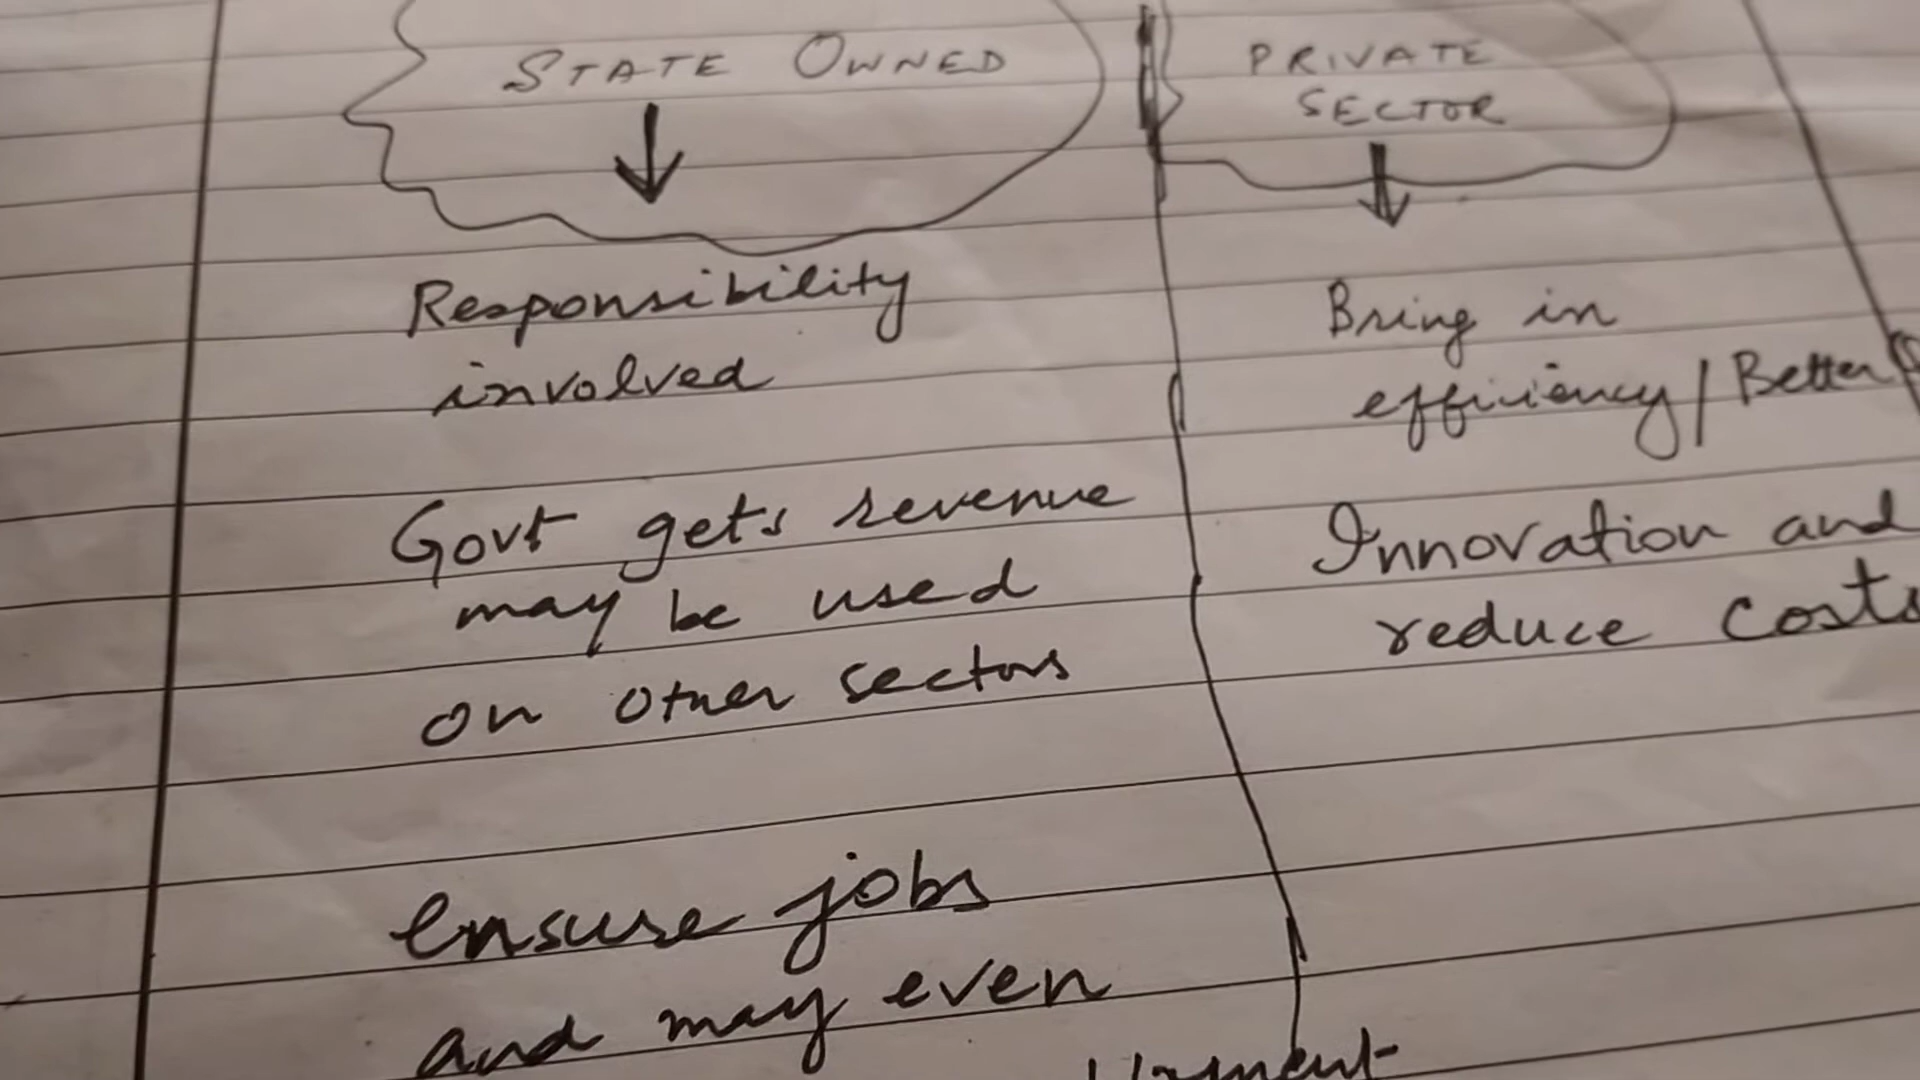 STATE OWNED
Responsibility
involved
Govt gets revenue
may be used
on other sectors
ensure jobs
and may even
PRIVATE
SECTOR
Bring in
efficiency / Better
Innovation and
reduce costs